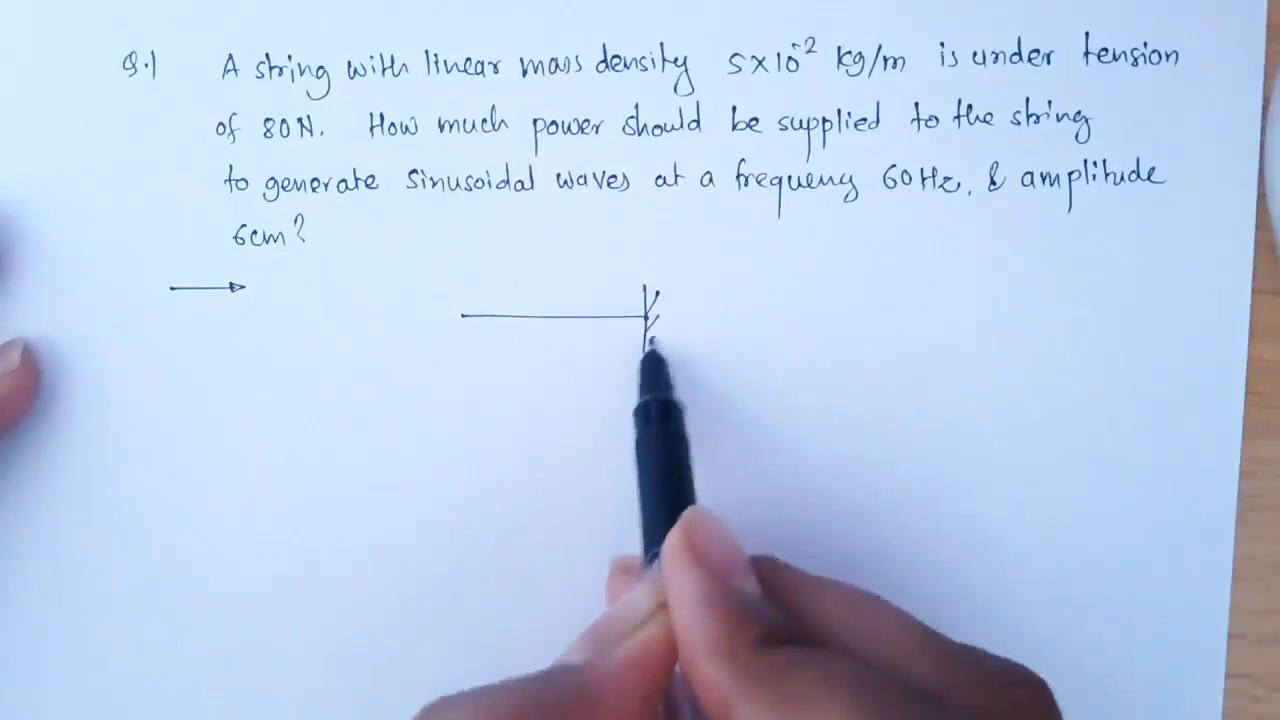 Q.1 A string with linear mass density 5×10⁻² kg/m is under tension
of 80N. How much power should be supplied to the string
to generate sinusoidal waves at a frequency 60Hz, & amplitude
6cm?